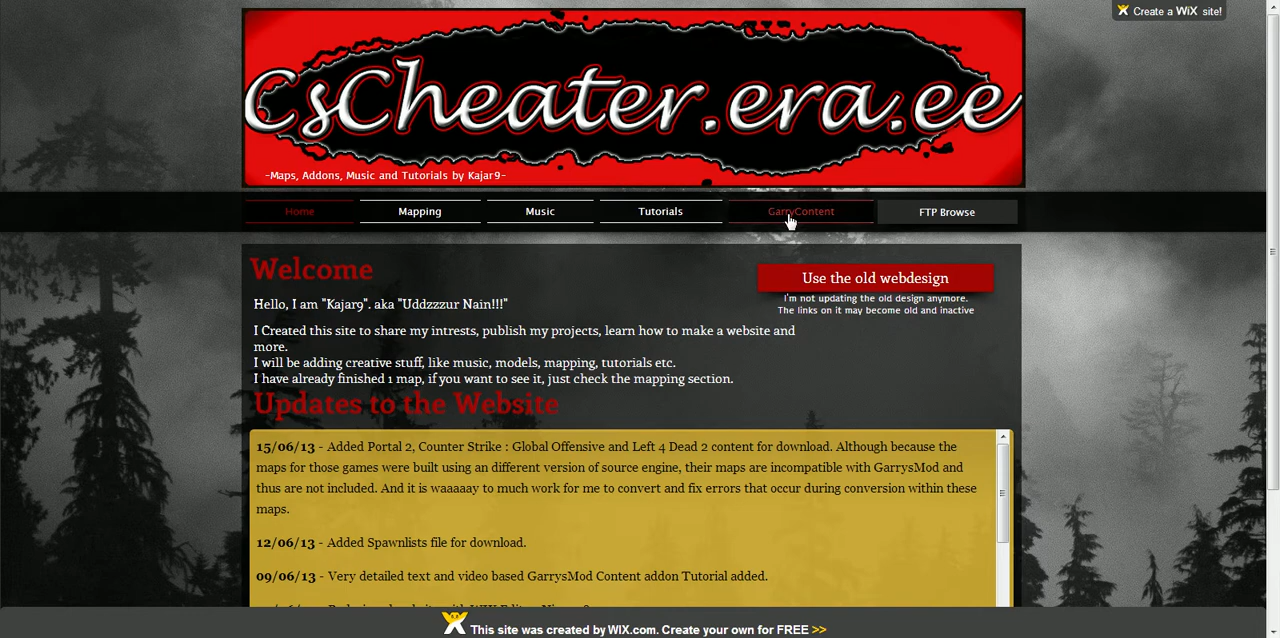 Create a WiX site!
CsCheater.era.ee
-Maps, Addons, Music and Tutorials by Kajar9-
Home Mapping Music Tutorials GarryContent FTP Browse
Welcome
Use the old webdesign
I'm not updating the old design anymore.
The links on it may become old and inactive
Hello, I am "Kajar9". aka "Uddzzzur Nain!!!"
I Created this site to share my intrests, publish my projects, learn how to make a website and
more.
I will be adding creative stuff, like music, models, mapping, tutorials etc.
I have already finished 1 map, if you want to see it, just check the mapping section.
Updates to the Website
15/06/13 - Added Portal 2, Counter Strike : Global Offensive and Left 4 Dead 2 content for download. Although because the
maps for those games were built using an different version of source engine, their maps are incompatible with GarrysMod and
thus are not included. And it is waaaaay to much work for me to convert and fix errors that occur during conversion within these
maps.
12/06/13 - Added Spawnlists file for download.
09/06/13 - Very detailed text and video based GarrysMod Content addon Tutorial added.
This site was created by WIX.com. Create your own for FREE >>